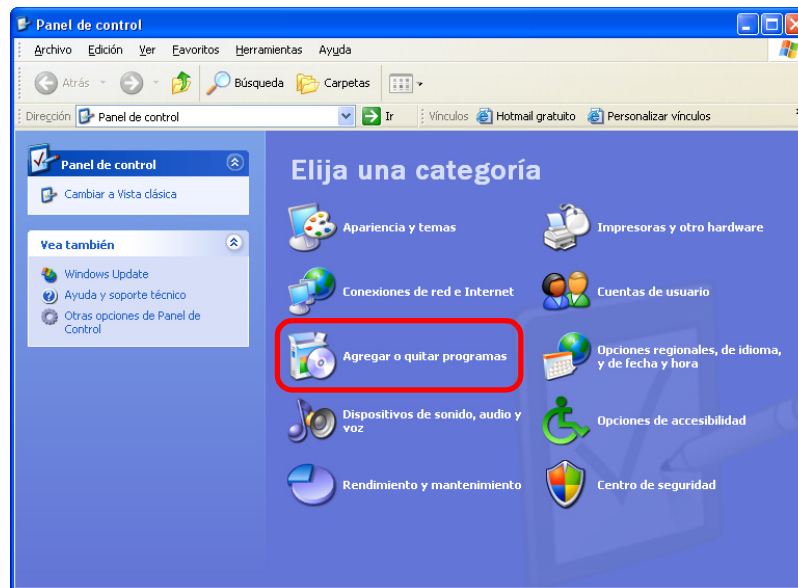 Panel de control
Archivo Edición Ver Favoritos Herramientas Ayuda
Atrás Búsqueda Carpetas
Dirección Panel de control Ir Vínculos Hotmail gratuito Personalizar vínculos
Panel de control
Cambiar a Vista clásica
Vea también
Windows Update
Ayuda y soporte técnico
Otras opciones de Panel de
Control
Elija una categoría
Apariencia y temas
Impresoras y otro hardware
Conexiones de red e Internet
Cuentas de usuario
Agregar o quitar programas
Opciones regionales, de idioma,
y de fecha y hora
Dispositivos de sonido, audio y
voz
Opciones de accesibilidad
Rendimiento y mantenimiento
Centro de seguridad